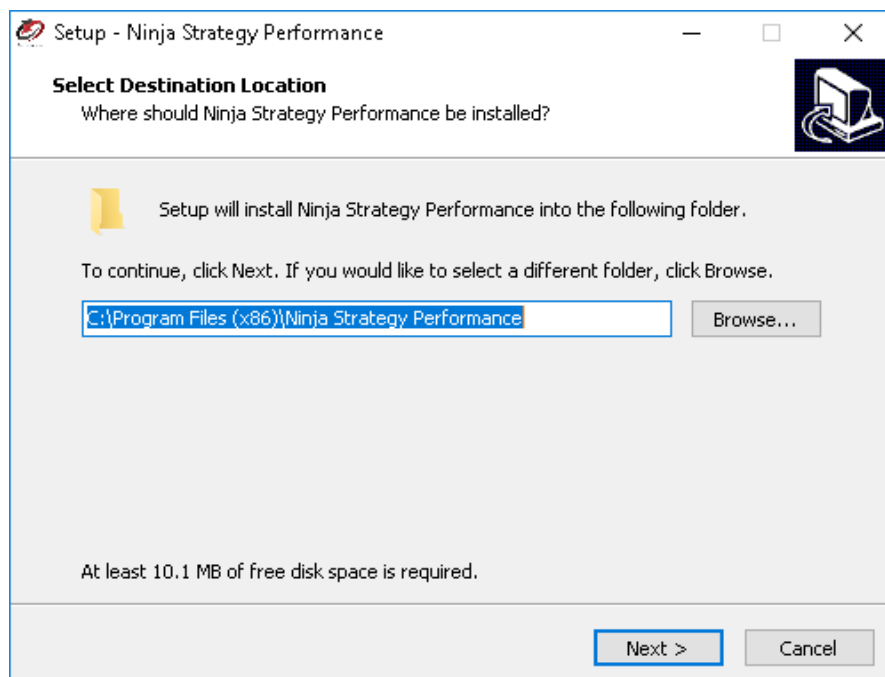 Setup - Ninja Strategy Performance
Select Destination Location
Where should Ninja Strategy Performance be installed?
Setup will install Ninja Strategy Performance into the following folder.
To continue, click Next. If you would like to select a different folder, click Browse.
C:\Program Files (x86)\Ninja Strategy Performance
Browse...
At least 10.1 MB of free disk space is required.
Next >
Cancel